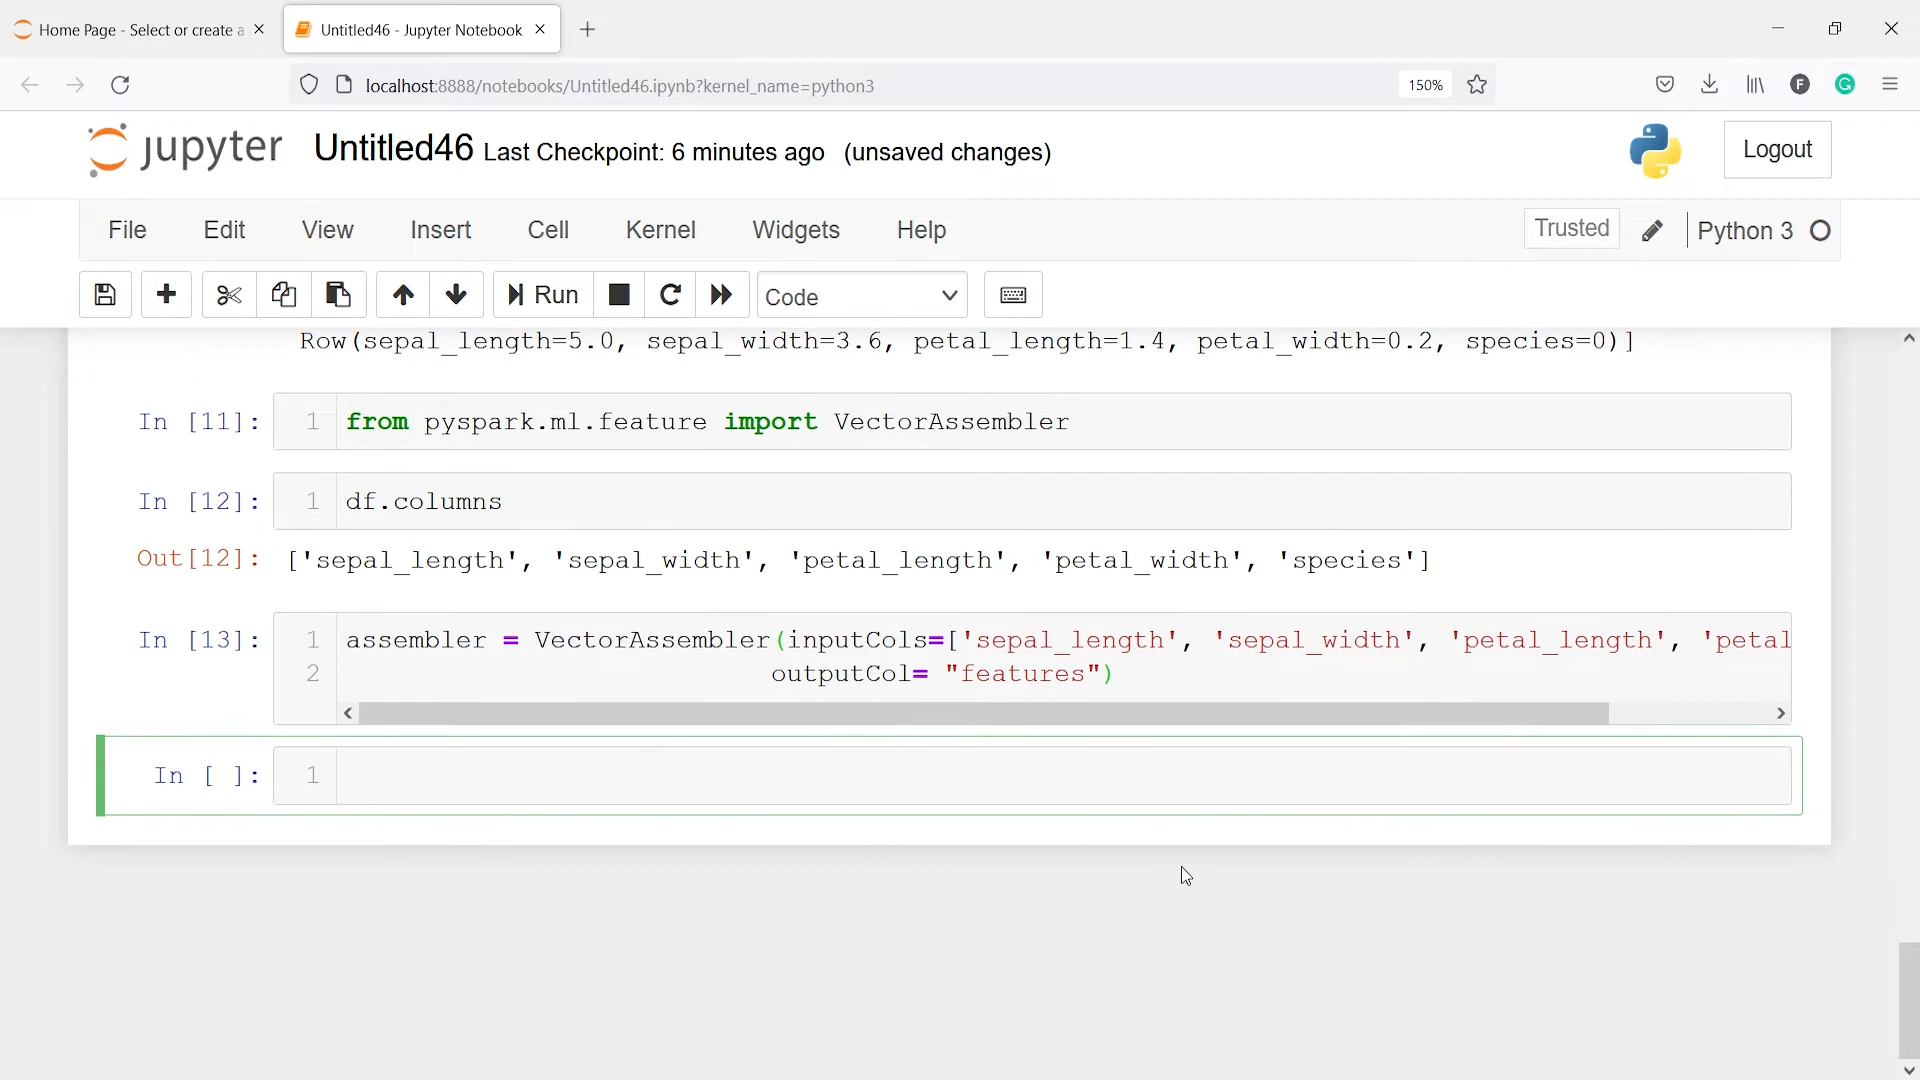 Home Page - Select or create a
Untitled46 - Jupyter Notebook
localhost:8888/notebooks/Untitled46.ipynb?kernel_name=python3
150%
F
G
jupyter
Untitled46 Last Checkpoint: 6 minutes ago (unsaved changes)
Logout
File Edit View Insert Cell Kernel Widgets Help
Trusted
Python 3
Run
Code
Row(sepal_length=5.0, sepal_width=3.6, petal_length=1.4, petal_width=0.2, species=0)]
In [11]: 1 from pyspark.ml.feature import VectorAssembler
In [12]: 1 df.columns
Out[12]: ['sepal_length', 'sepal_width', 'petal_length', 'petal_width', 'species']
In [13]: 1 assembler = VectorAssembler(inputCols=['sepal_length', 'sepal_width', 'petal_length', 'petal
2 outputCol= "features")
In [ ]: 1